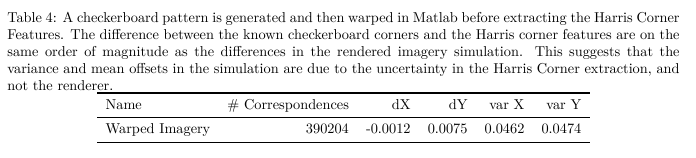 Table 4: A checkerboard pattern is generated and then warped in Matlab before extracting the Harris Corner
Features. The difference between the known checkerboard corners and the Harris corner features are on the
same order of magnitude as the differences in the rendered imagery simulation. This suggests that the
variance and mean offsets in the simulation are due to the uncertainty in the Harris Corner extraction, and
not the renderer.
Name # Correspondences dX dY var X var Y
Warped Imagery 390204 -0.0012 0.0075 0.0462 0.0474